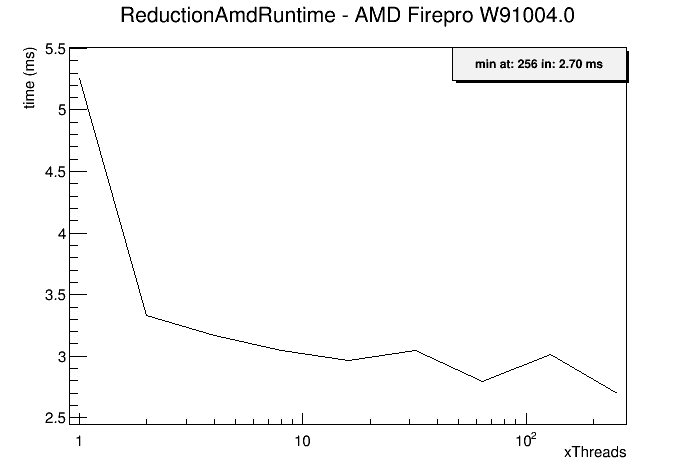 ReductionAmdRuntime - AMD Firepro W91004.0
time (ms)
min at: 256 in: 2.70 ms
5.5
5
4.5
4
3.5
3
2.5
1
10
10²
xThreads